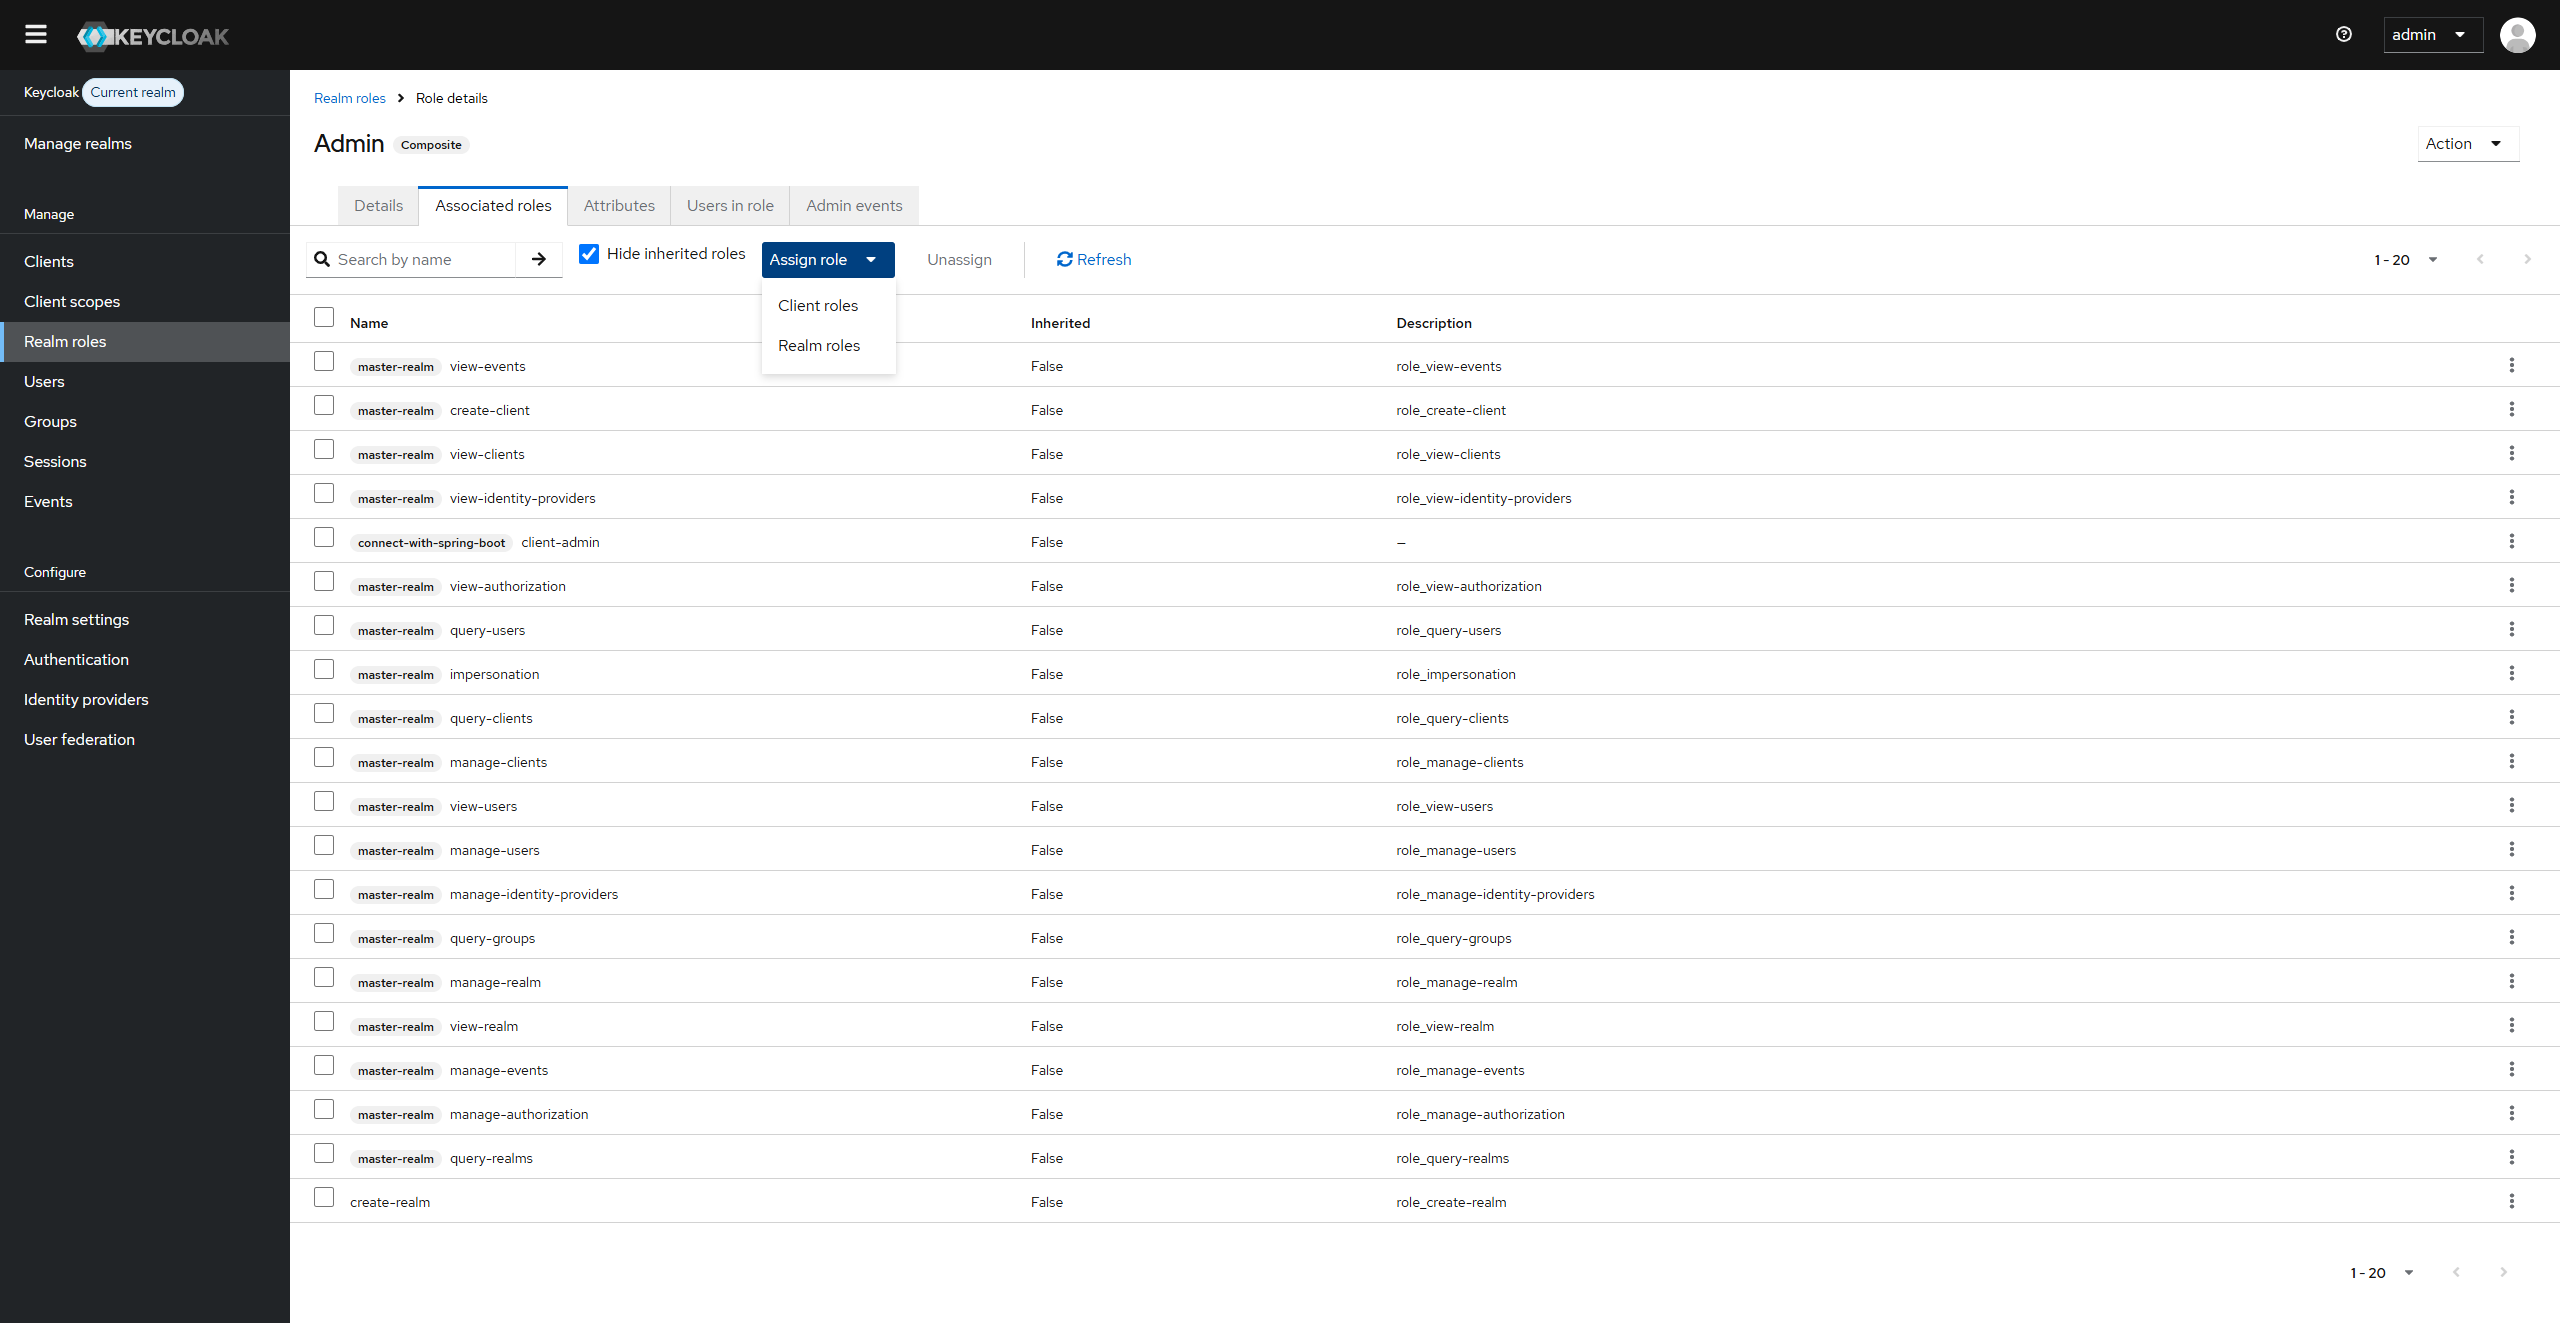 KEYCLOAK
admin
Keycloak Current realm
Manage realms
Manage
Clients
Client scopes
Realm roles
Users
Groups
Sessions
Events
Configure
Realm settings
Authentication
Identity providers
User federation
Realm roles Role details
Admin Composite
Action
Details Associated roles Attributes Users in role Admin events
Search by name Hide inherited roles Assign role Unassign Refresh 1 - 20
Client roles
Realm roles
Name Inherited Description
master-realm view-events False role_view-events
master-realm create-client False role_create-client
master-realm view-clients False role_view-clients
master-realm view-identity-providers False role_view-identity-providers
connect-with-spring-boot client-admin False —
master-realm view-authorization False role_view-authorization
master-realm query-users False role_query-users
master-realm impersonation False role_impersonation
master-realm query-clients False role_query-clients
master-realm manage-clients False role_manage-clients
master-realm view-users False role_view-users
master-realm manage-users False role_manage-users
master-realm manage-identity-providers False role_manage-identity-providers
master-realm query-groups False role_query-groups
master-realm manage-realm False role_manage-realm
master-realm view-realm False role_view-realm
master-realm manage-events False role_manage-events
master-realm manage-authorization False role_manage-authorization
master-realm query-realms False role_query-realms
create-realm False role_create-realm
1 - 20